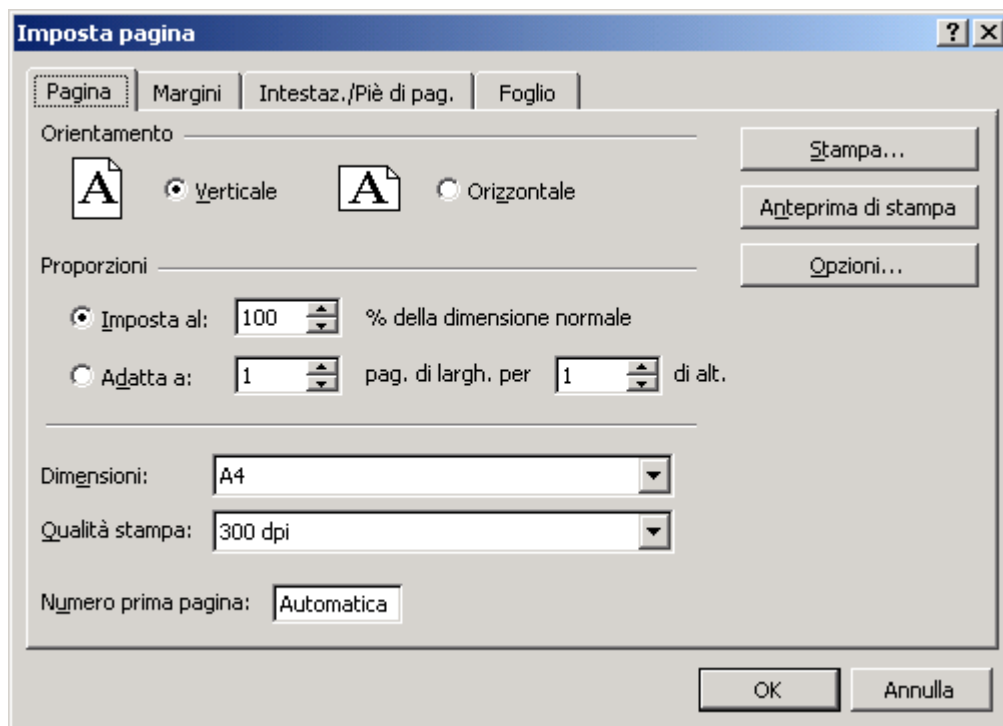 Imposta pagina
Pagina
Margini
Intestaz./Piè di pag.
Foglio
Orientamento
A
Verticale
A
Orizzontale
Stampa...
Anteprima di stampa
Opzioni...
Proporzioni
Imposta al: 100 % della dimensione normale
Adatta a: 1 pag. di largh. per 1 di alt.
Dimensioni: A4
Qualità stampa: 300 dpi
Numero prima pagina: Automatica
OK
Annulla